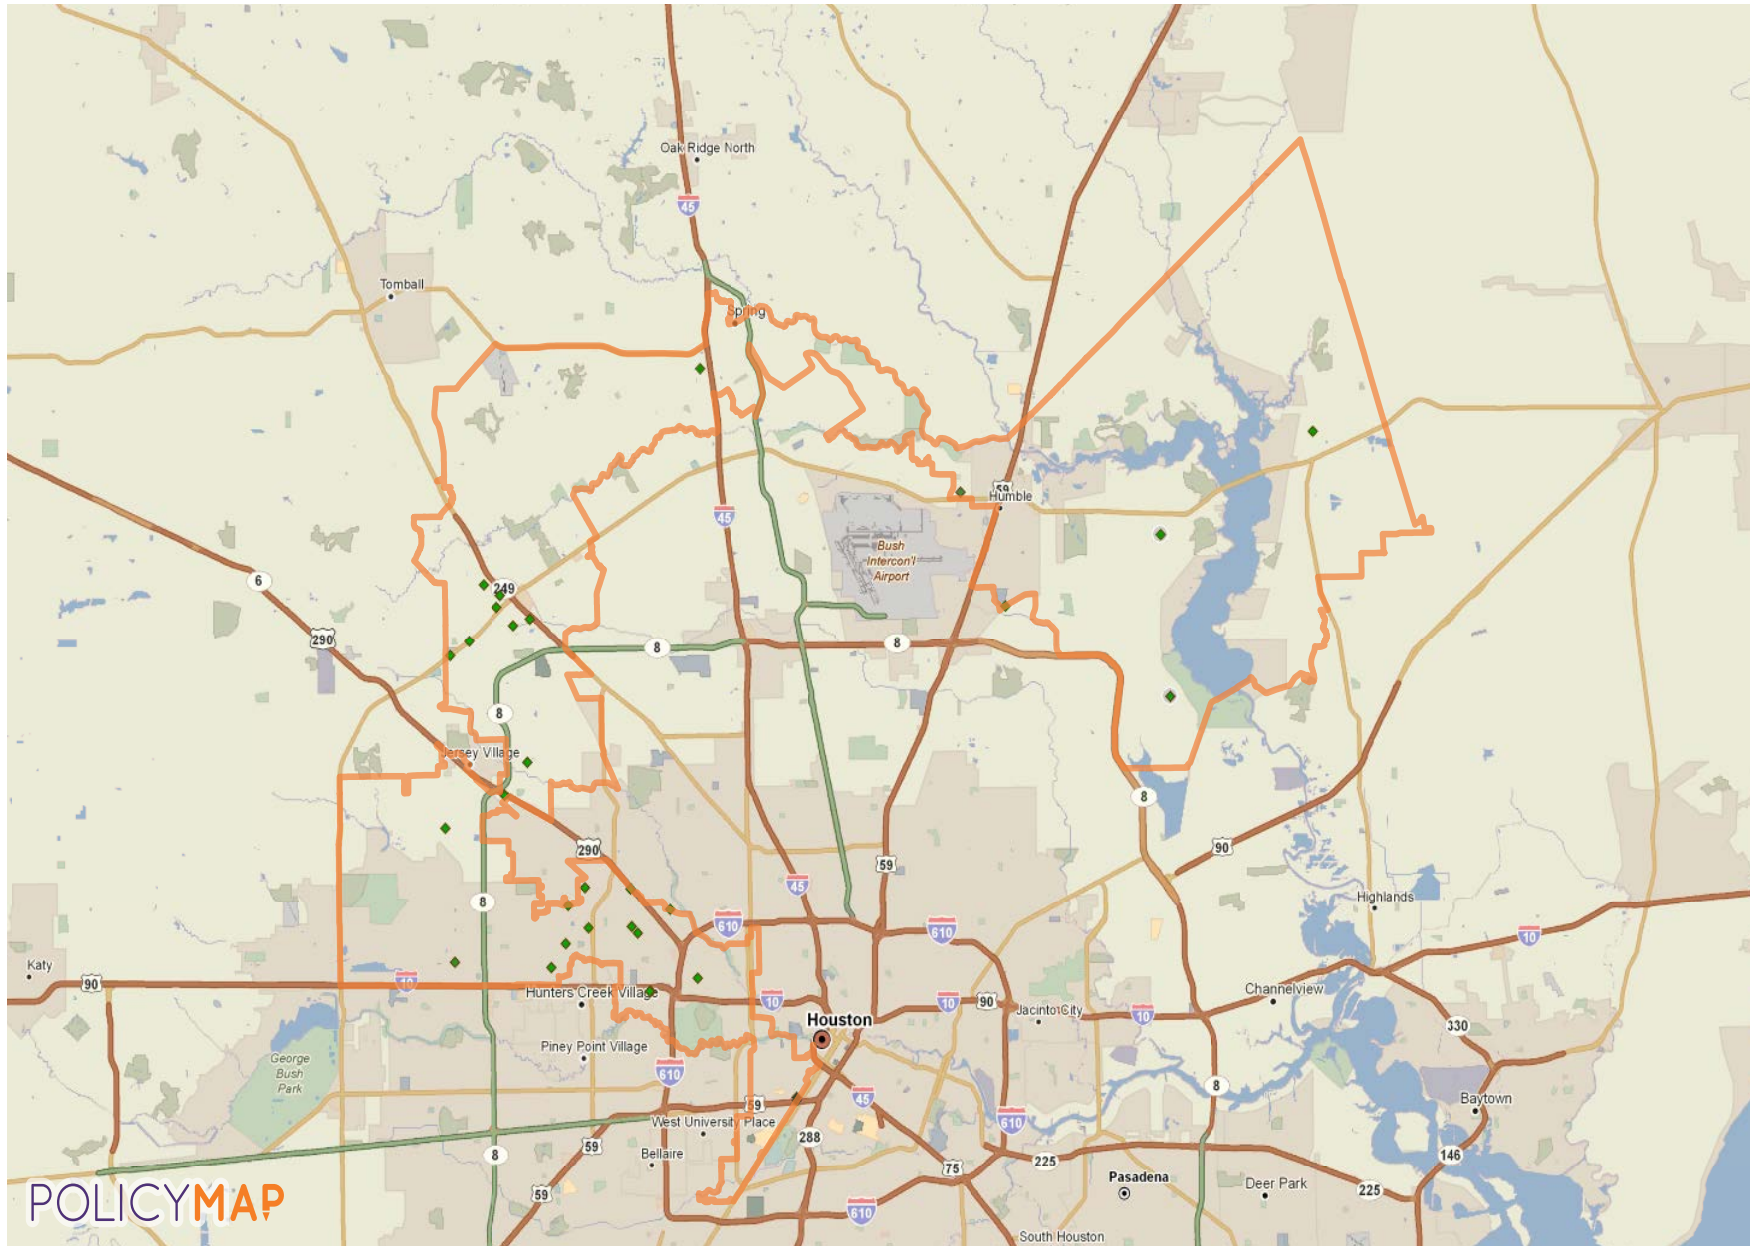 Oak Ridge North
45
Tomball
Spring
59
Humble
45
Bush
Intercon'l
Airport
6
249
290
8
8
8
8
Jersey Village
8
290
90
59
45
8
Highlands
610
610
10
Katy
90
10
Hunters Creek Village
10
10
90
Jacinto City
10
Channelview
Houston
330
George
Bush
Park
Piney Point Village
610
8
59
45
Baytown
West University Place
610
59
288
Bellaire
8
75
225
146
Pasadena
Deer Park
225
59
610
South Houston
POLICYMAP